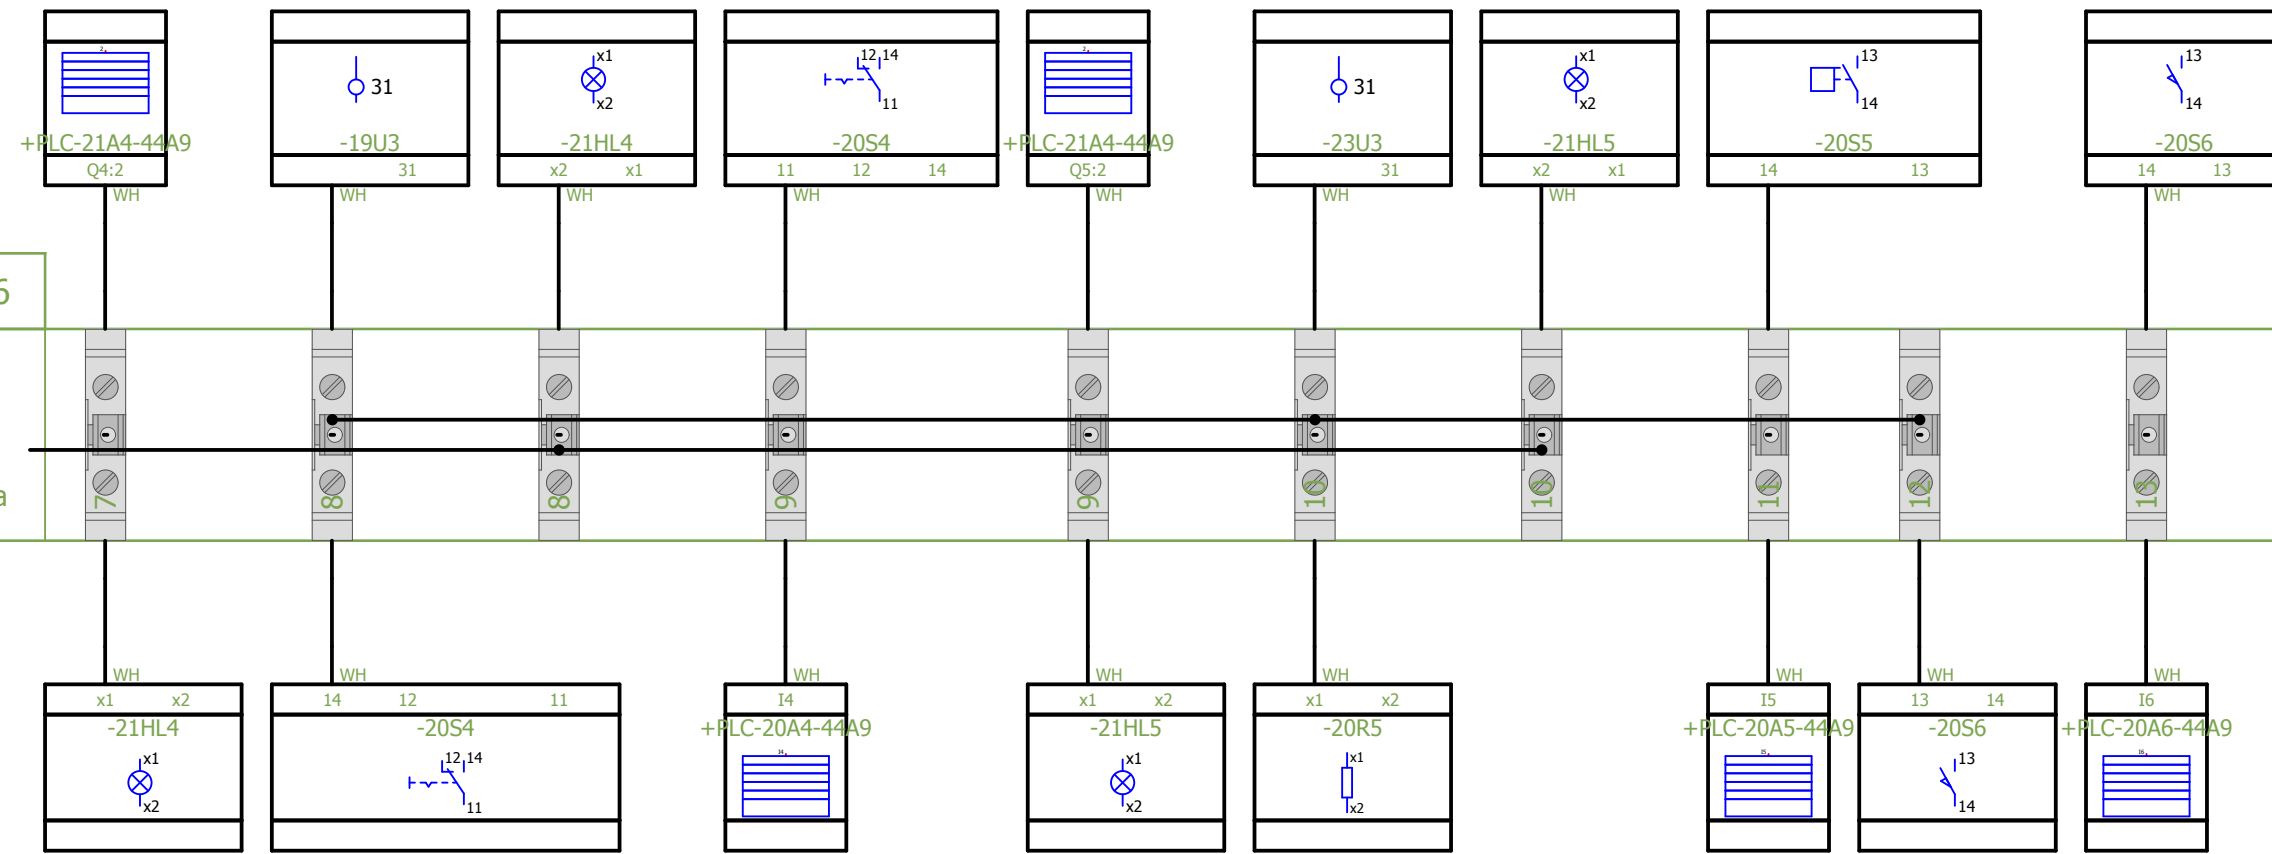 12 14
13
13
x1
x1
31
31
x2
11
x2
14
14
+PLC-21A4-44A9
-19U3
-21HL4
-20S4
+PLC-21A4-44A9
-23U3
-21HL5
-20S5
-20S6
Q4:2
31
x2 x1
11 12 14
Q5:2
31
x2 x1
14 13
14 13
WH WH WH WH WH WH WH WH
6
a
7 8 8 9 9 10 10 11 12 13
WH WH WH WH WH WH WH WH
x1 x2
14 12 11
I4
x1 x2
x1 x2
I5
13 14
I6
-21HL4
-20S4
+PLC-20A4-44A9
-21HL5
-20R5
+PLC-20A5-44A9
-20S6
+PLC-20A6-44A9
x1
12 14
x1
x1
13
x2
11
x2
x2
14